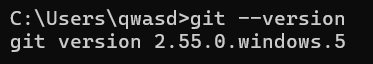 C:\Users\qwasd>git --version
git version 2.55.0.windows.5